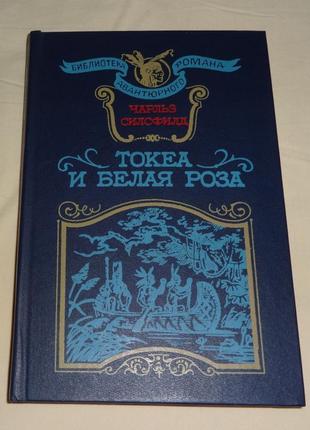 БИБЛИОТЕКА
АВАНТЮРНОГО
РОМАНА
ЧАРЛЬЗ
СИЛСФИЛД
ТОКЕА
И БЕЛАЯ РОЗА